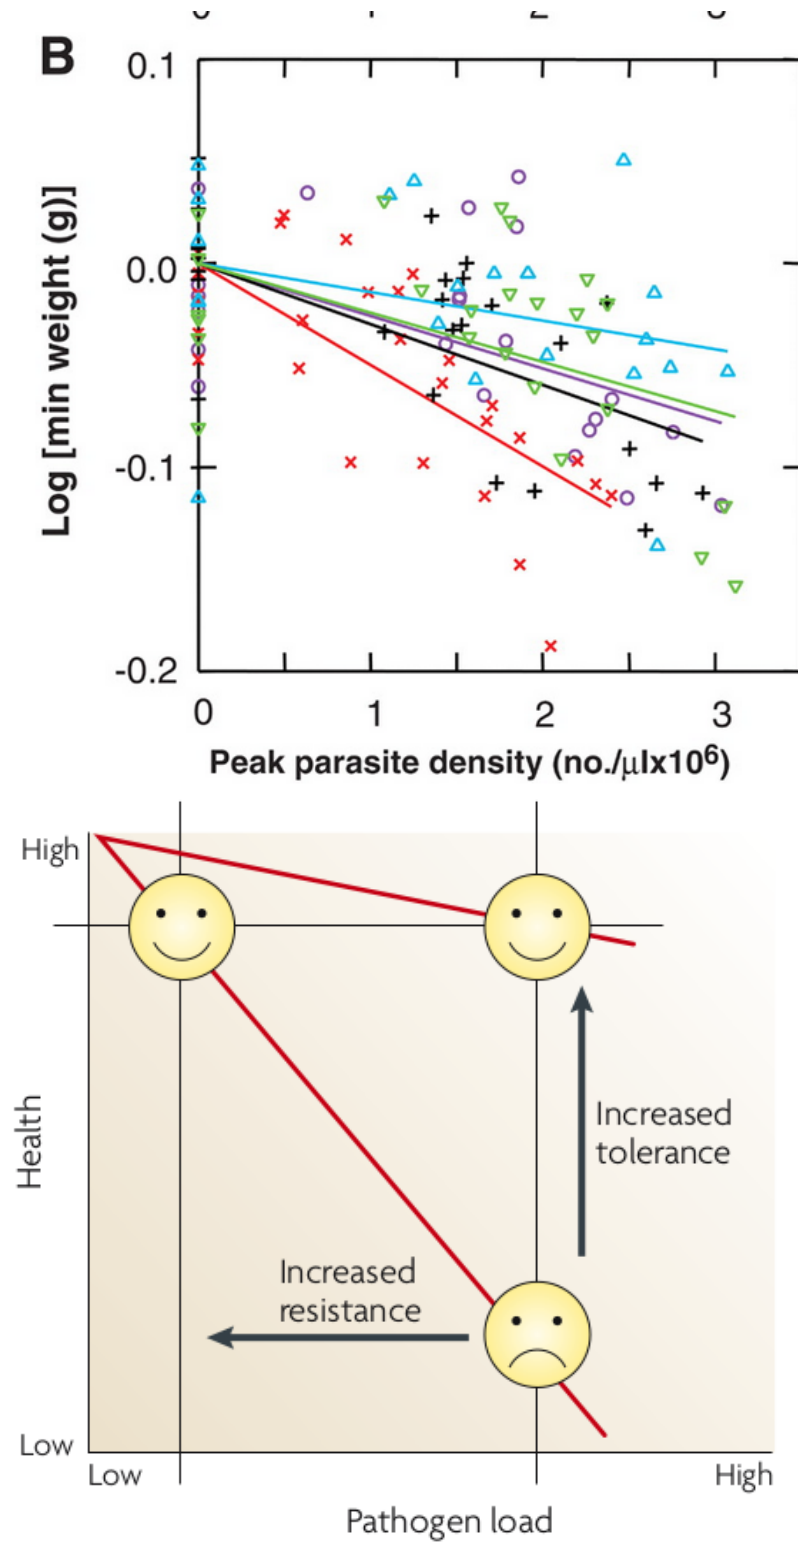 B
0.1
0.0
-0.1
-0.2
Log [min weight (g)]
0 1 2 3
Peak parasite density (no./μlx10⁶)
High
Health
Increased
tolerance
Increased
resistance
Low
Low
High
Pathogen load